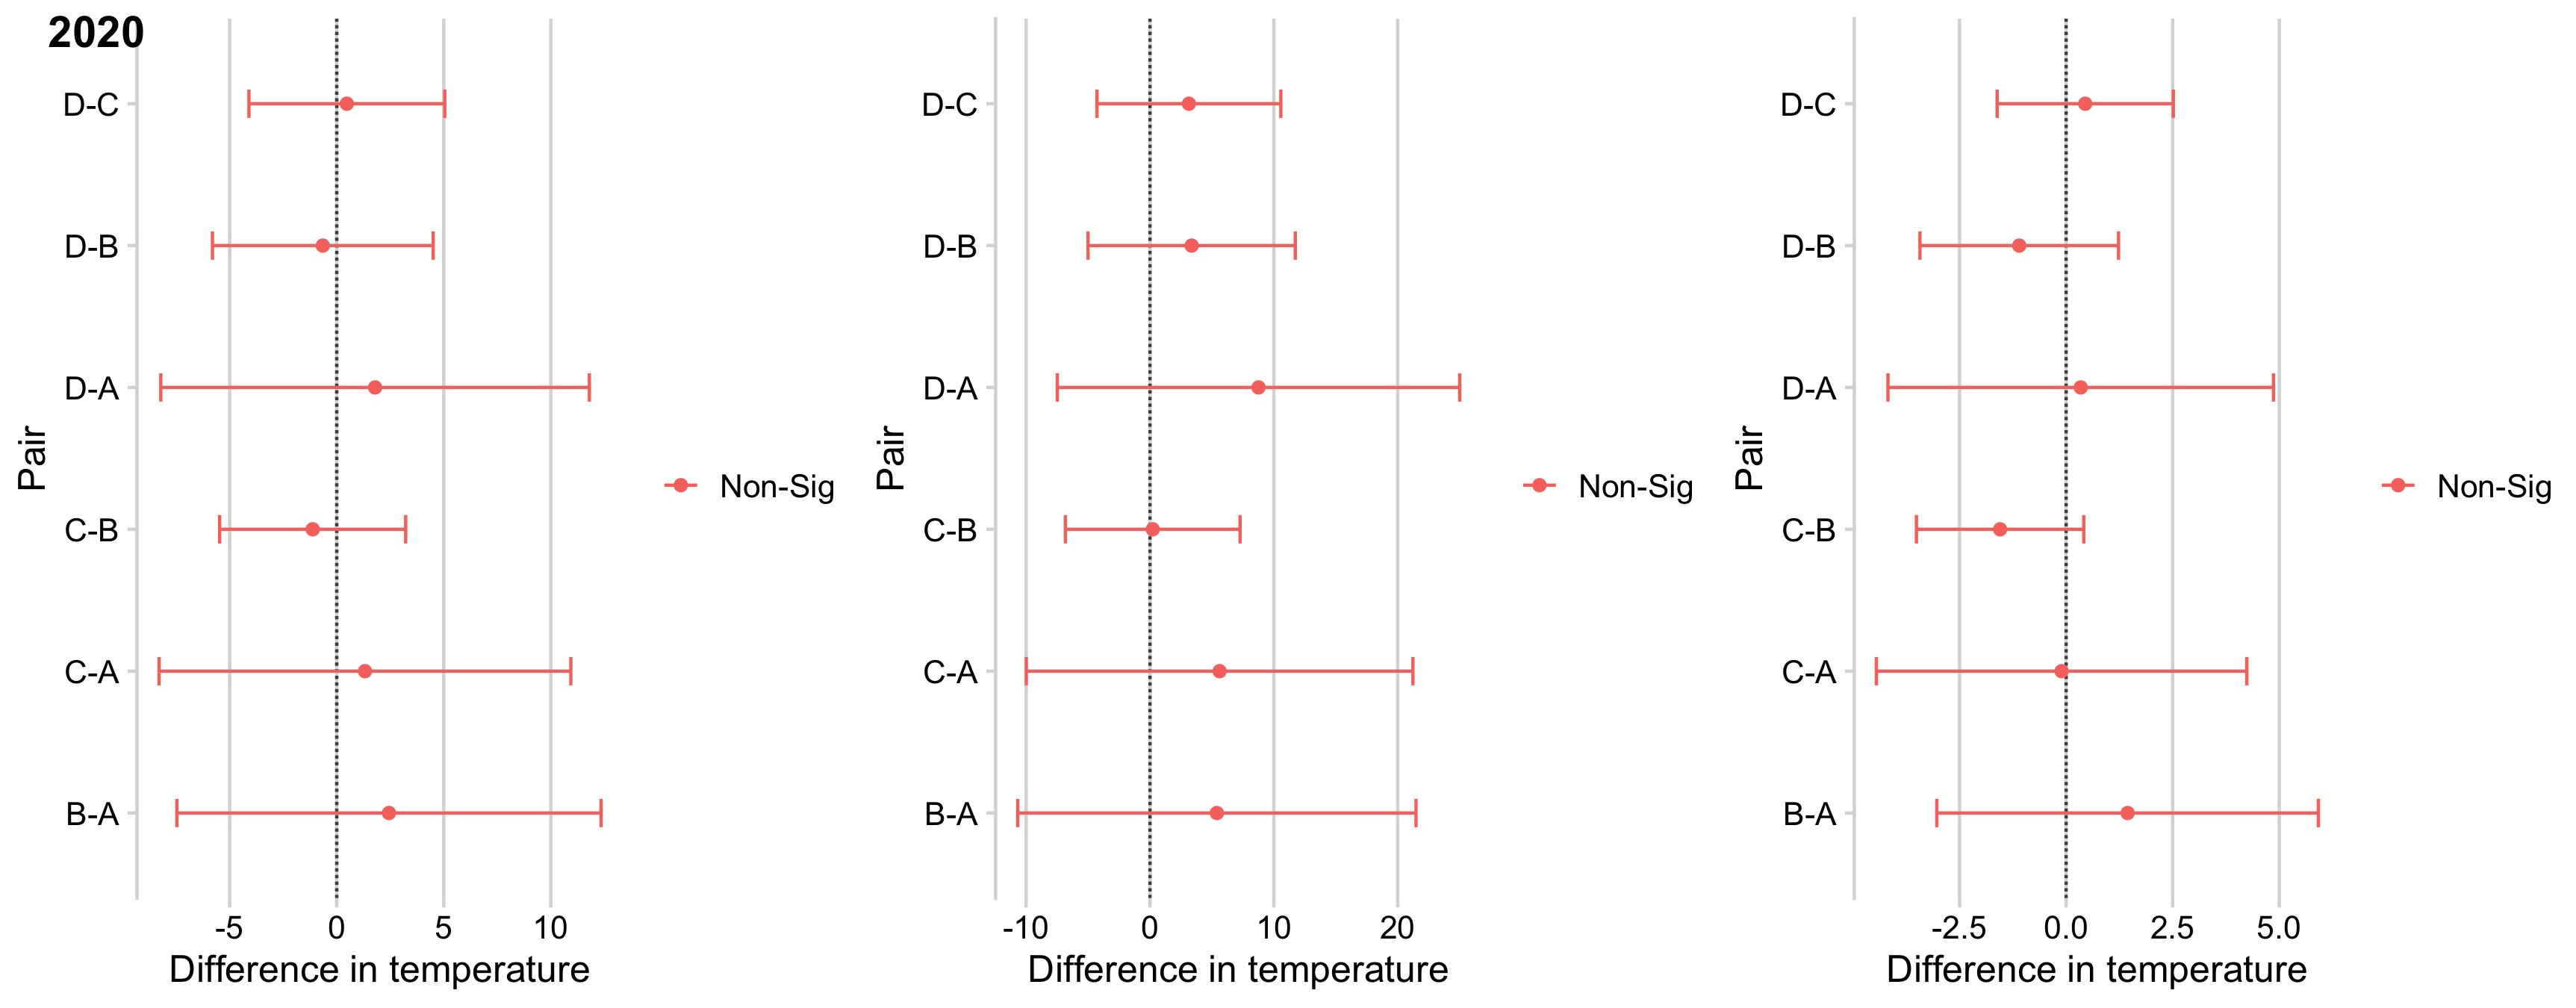 2020
Pair
D-C
D-B
D-A
C-B
C-A
B-A
-5 0 5 10
Difference in temperature
Non-Sig
Pair
D-C
D-B
D-A
C-B
C-A
B-A
-10 0 10 20
Difference in temperature
Non-Sig
Pair
D-C
D-B
D-A
C-B
C-A
B-A
-2.5 0.0 2.5 5.0
Difference in temperature
Non-Sig